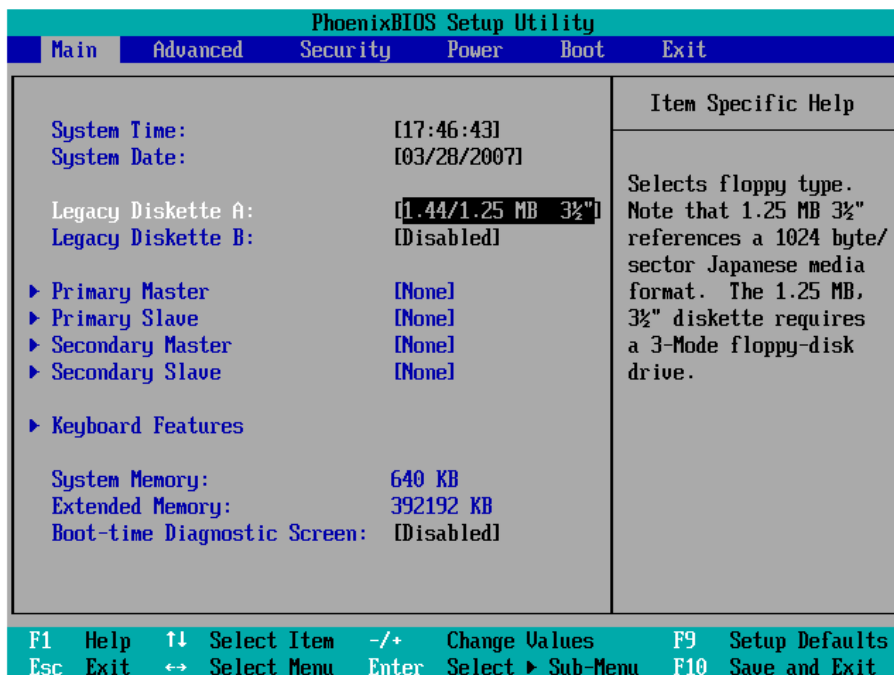 PhoenixBIOS Setup Utility
Main Advanced Security Power Boot Exit
System Time: [17:46:43]
System Date: [03/28/2007]
Legacy Diskette A: [1.44/1.25 MB 3½"]
Legacy Diskette B: [Disabled]
▶ Primary Master [None]
▶ Primary Slave [None]
▶ Secondary Master [None]
▶ Secondary Slave [None]
▶ Keyboard Features
System Memory: 640 KB
Extended Memory: 392192 KB
Boot-time Diagnostic Screen: [Disabled]
Item Specific Help
Selects floppy type.
Note that 1.25 MB 3½"
references a 1024 byte/
sector Japanese media
format. The 1.25 MB,
3½" diskette requires
a 3-Mode floppy-disk
drive.
F1 Help ↑↓ Select Item -/+ Change Values F9 Setup Defaults
Esc Exit ↔ Select Menu Enter Select ▶ Sub-Menu F10 Save and Exit